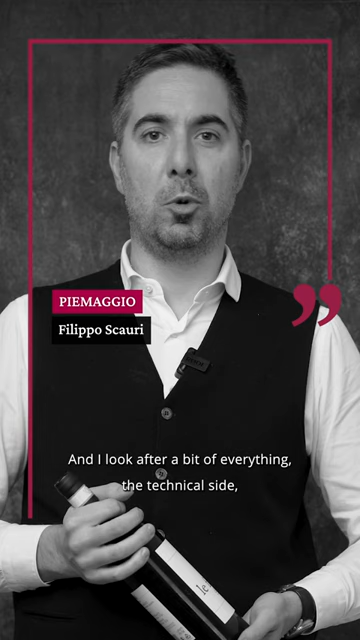 PIEMAGGIO
Filippo Scauri
And I look after a bit of everything,
the technical side,